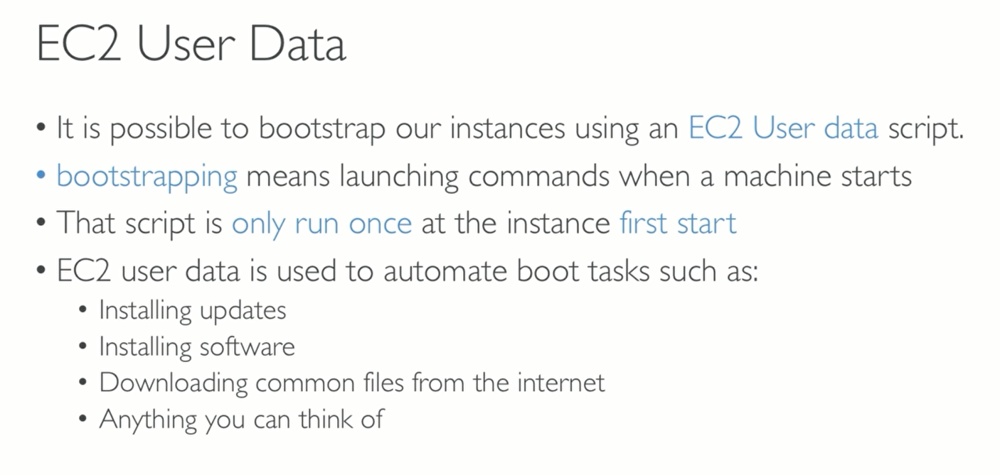 EC2 User Data
• It is possible to bootstrap our instances using an EC2 User data script.
• bootstrapping means launching commands when a machine starts
• That script is only run once at the instance first start
• EC2 user data is used to automate boot tasks such as:
• Installing updates
• Installing software
• Downloading common files from the internet
• Anything you can think of